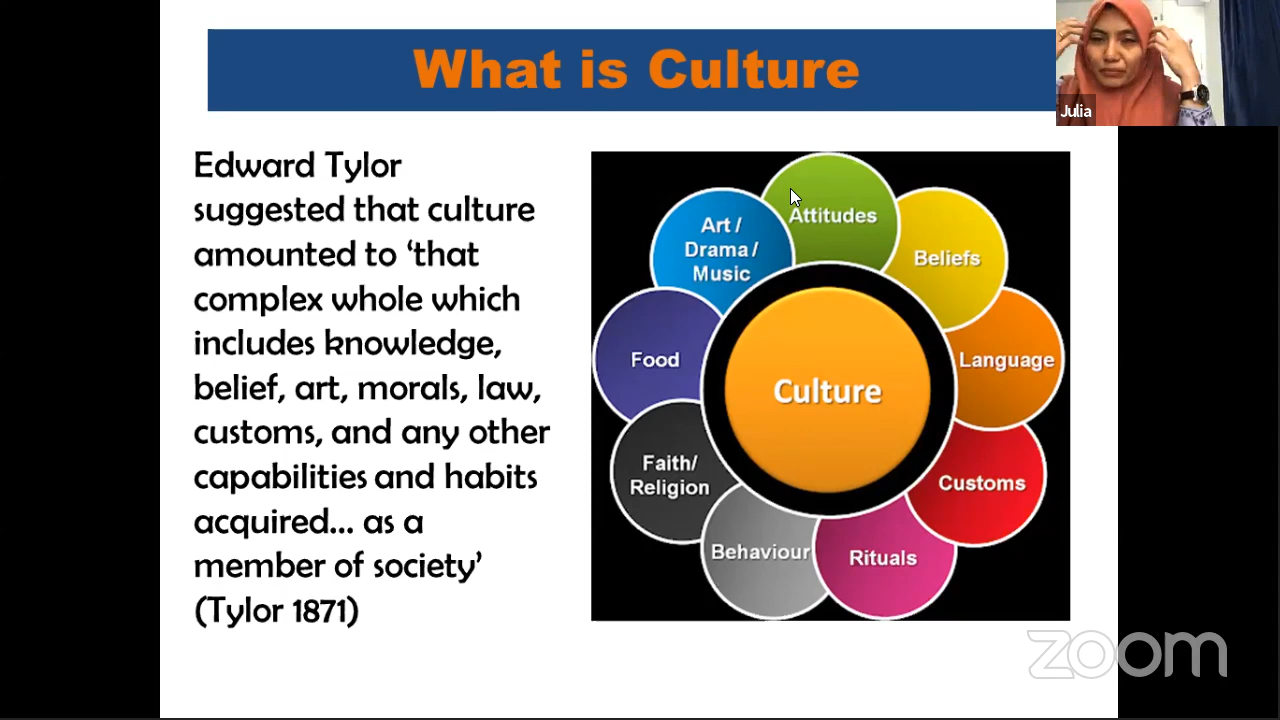 What is Culture
Julia
Edward Tylor
suggested that culture
amounted to ‘that
complex whole which
includes knowledge,
belief, art, morals, law,
customs, and any other
capabilities and habits
acquired... as a
member of society’
(Tylor 1871)
Attitudes
Art /
Drama /
Music
Beliefs
Food
Language
Culture
Faith/
Religion
Customs
Behaviour
Rituals
zoom